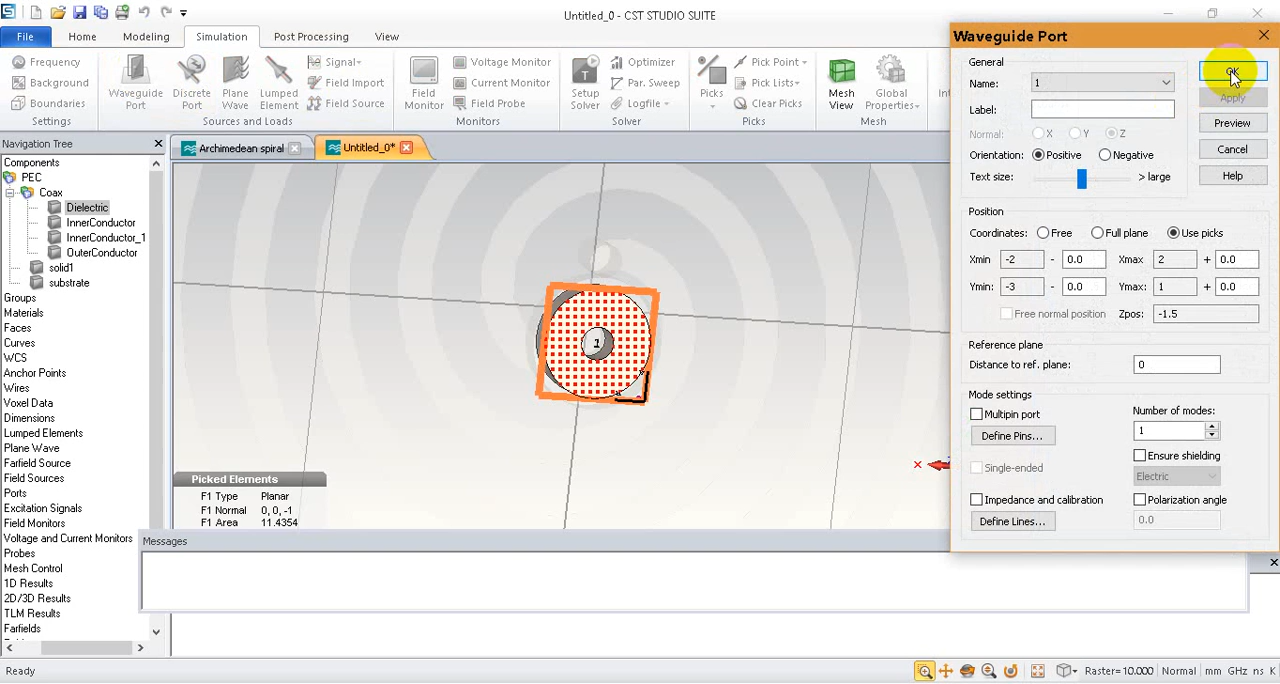 Untitled_0 - CST STUDIO SUITE
File Home Modeling Simulation Post Processing View
Frequency
Background
Boundaries
Settings
Waveguide Port
Discrete Port
Plane Wave
Lumped Element
Signal
Field Import
Field Source
Sources and Loads
Field Monitor
Voltage Monitor
Current Monitor
Field Probe
Monitors
Setup Solver
Optimizer
Par. Sweep
Logfile
Solver
Picks
Pick Point
Pick Lists
Clear Picks
Picks
Mesh View
Global Properties
Mesh
Navigation Tree
Archimedean spiral
Untitled_0*
Components
PEC
Coax
Dielectric
InnerConductor
InnerConductor_1
OuterConductor
solid1
substrate
Groups
Materials
Faces
Curves
WCS
Anchor Points
Wires
Voxel Data
Dimensions
Lumped Elements
Plane Wave
Farfield Source
Field Sources
Ports
Excitation Signals
Field Monitors
Voltage and Current Monitors
Probes
Mesh Control
1D Results
2D/3D Results
TLM Results
Farfields
1
x
Picked Elements
F1 Type Planar
F1 Normal 0, 0, -1
F1 Area 11.4354
Messages
Waveguide Port
General
Name: 1
Label:
Normal: X Y Z
Orientation: Positive Negative
Text size: > large
OK
Apply
Preview
Cancel
Help
Position
Coordinates: Free Full plane Use picks
Xmin -2 - 0.0 Xmax 2 + 0.0
Ymin: -3 - 0.0 Ymax: 1 + 0.0
Free normal position Zpos: -1.5
Reference plane
Distance to ref. plane: 0
Mode settings
Multipin port
Define Pins...
Single-ended
Impedance and calibration
Define Lines...
Number of modes:
1
Ensure shielding
Electric
Polarization angle
0.0
Ready
Raster=10.000 Normal mm GHz ns K